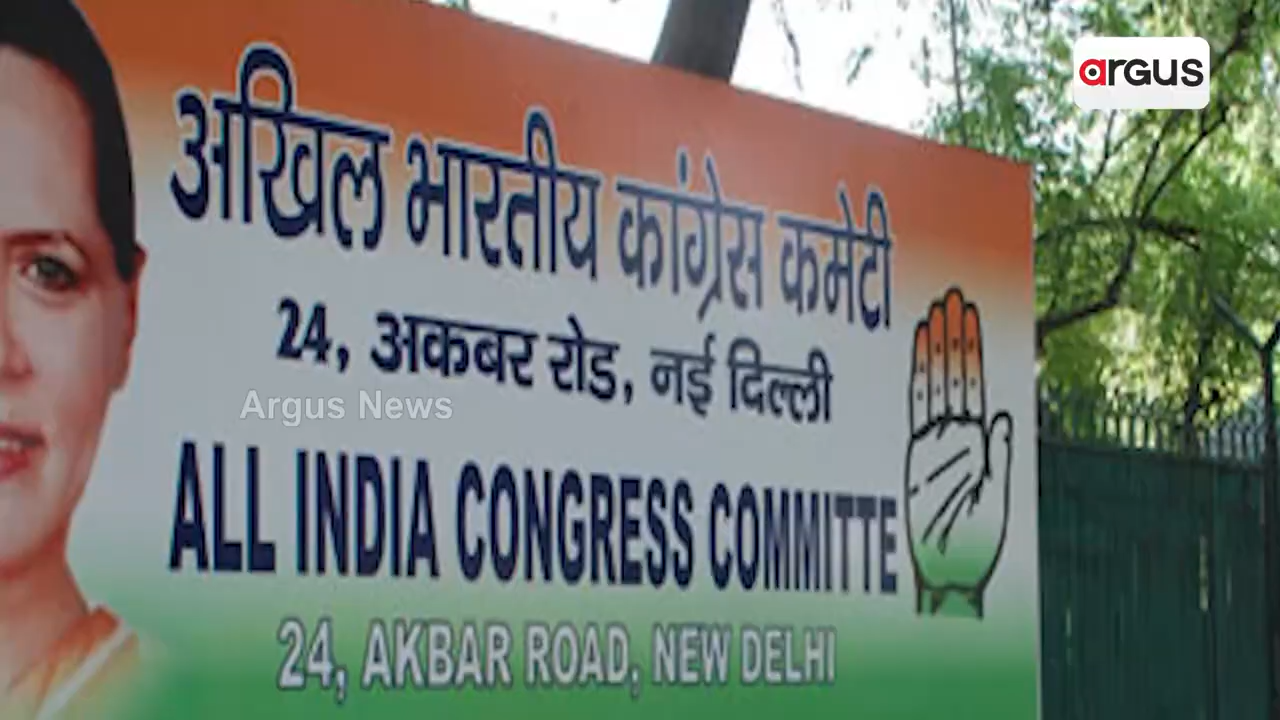 argus
अखिल भारतीय कांग्रेस कमेटी
24, अकबर रोड, नई दिल्ली
Argus News
ALL INDIA CONGRESS COMMITTE
24, AKBAR ROAD, NEW DELHI